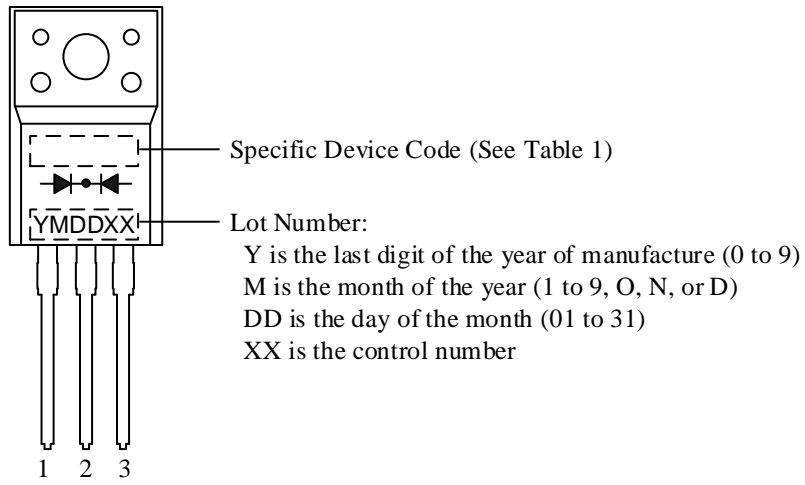 Specific Device Code (See Table 1)
YMDDXX
Lot Number:
Y is the last digit of the year of manufacture (0 to 9)
M is the month of the year (1 to 9, O, N, or D)
DD is the day of the month (01 to 31)
XX is the control number
1 2 3